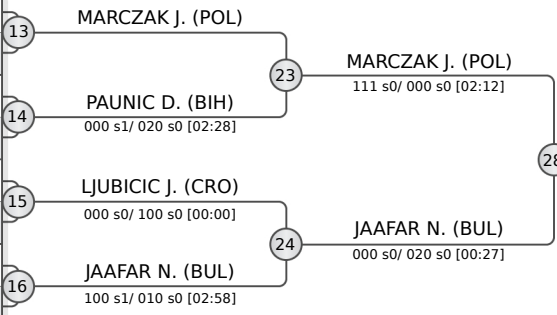 MARCZAK J. (POL)
13
23
MARCZAK J. (POL)
111 s0/ 000 s0 [02:12]
PAUNIC D. (BIH)
14
000 s1/ 020 s0 [02:28]
28
LJUBICIC J. (CRO)
15
000 s0/ 100 s0 [00:00]
24
JAAFAR N. (BUL)
000 s0/ 020 s0 [00:27]
JAAFAR N. (BUL)
16
100 s1/ 010 s0 [02:58]